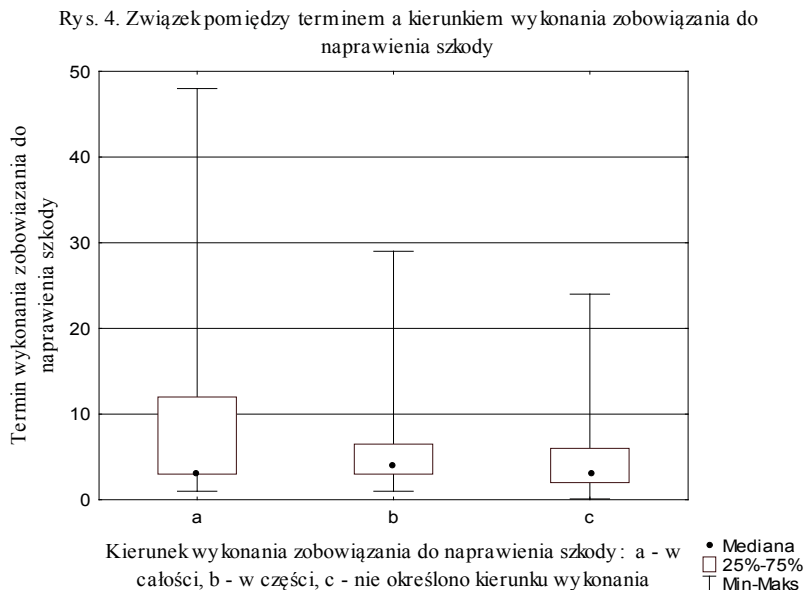 Rys. 4. Związek pomiędzy terminem a kierunkiem wykonania zobowiązania do
naprawienia szkody
Termin wykonania zobowiazania do
naprawienia szkody
50
40
30
20
10
0
a
b
c
Kierunek wykonania zobowiązania do naprawienia szkody: a - w
całości, b - w części, c - nie określono kierunku wykonania
Mediana
25%-75%
Min-Maks